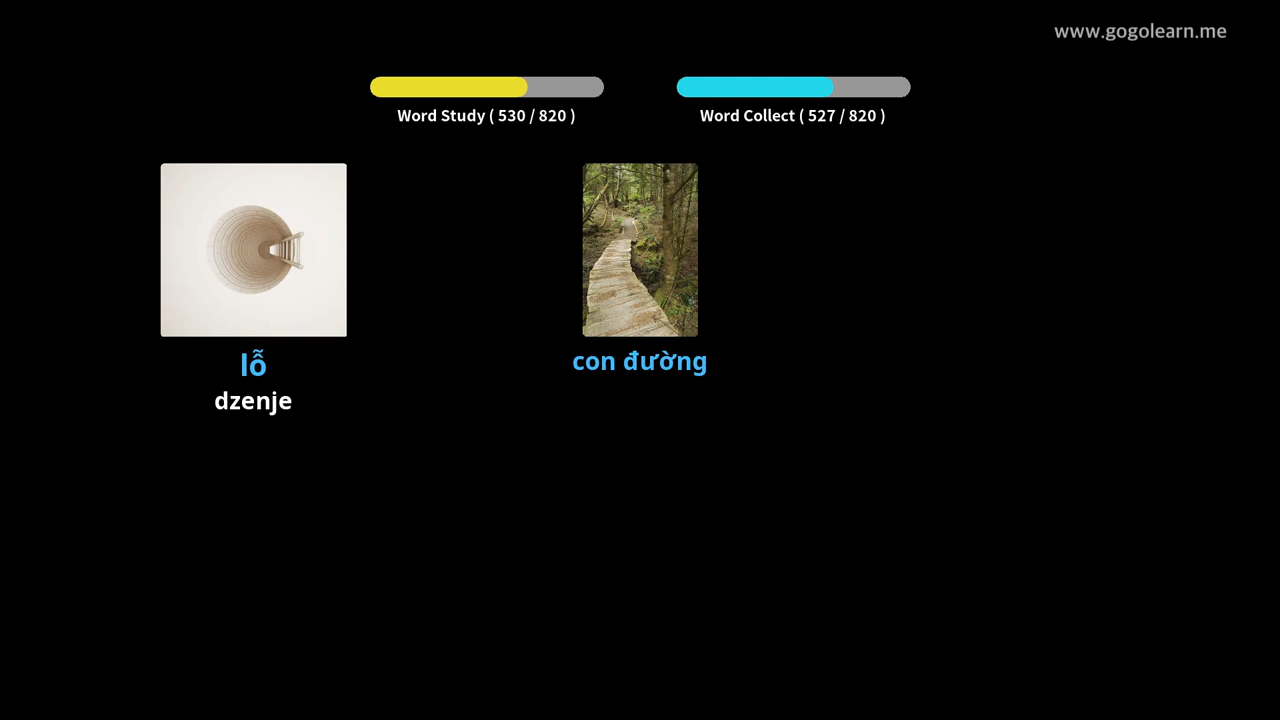 www.gogolearn.me
Word Study ( 530 / 820 )
Word Collect ( 527 / 820 )
lỗ
dzenje
con đường